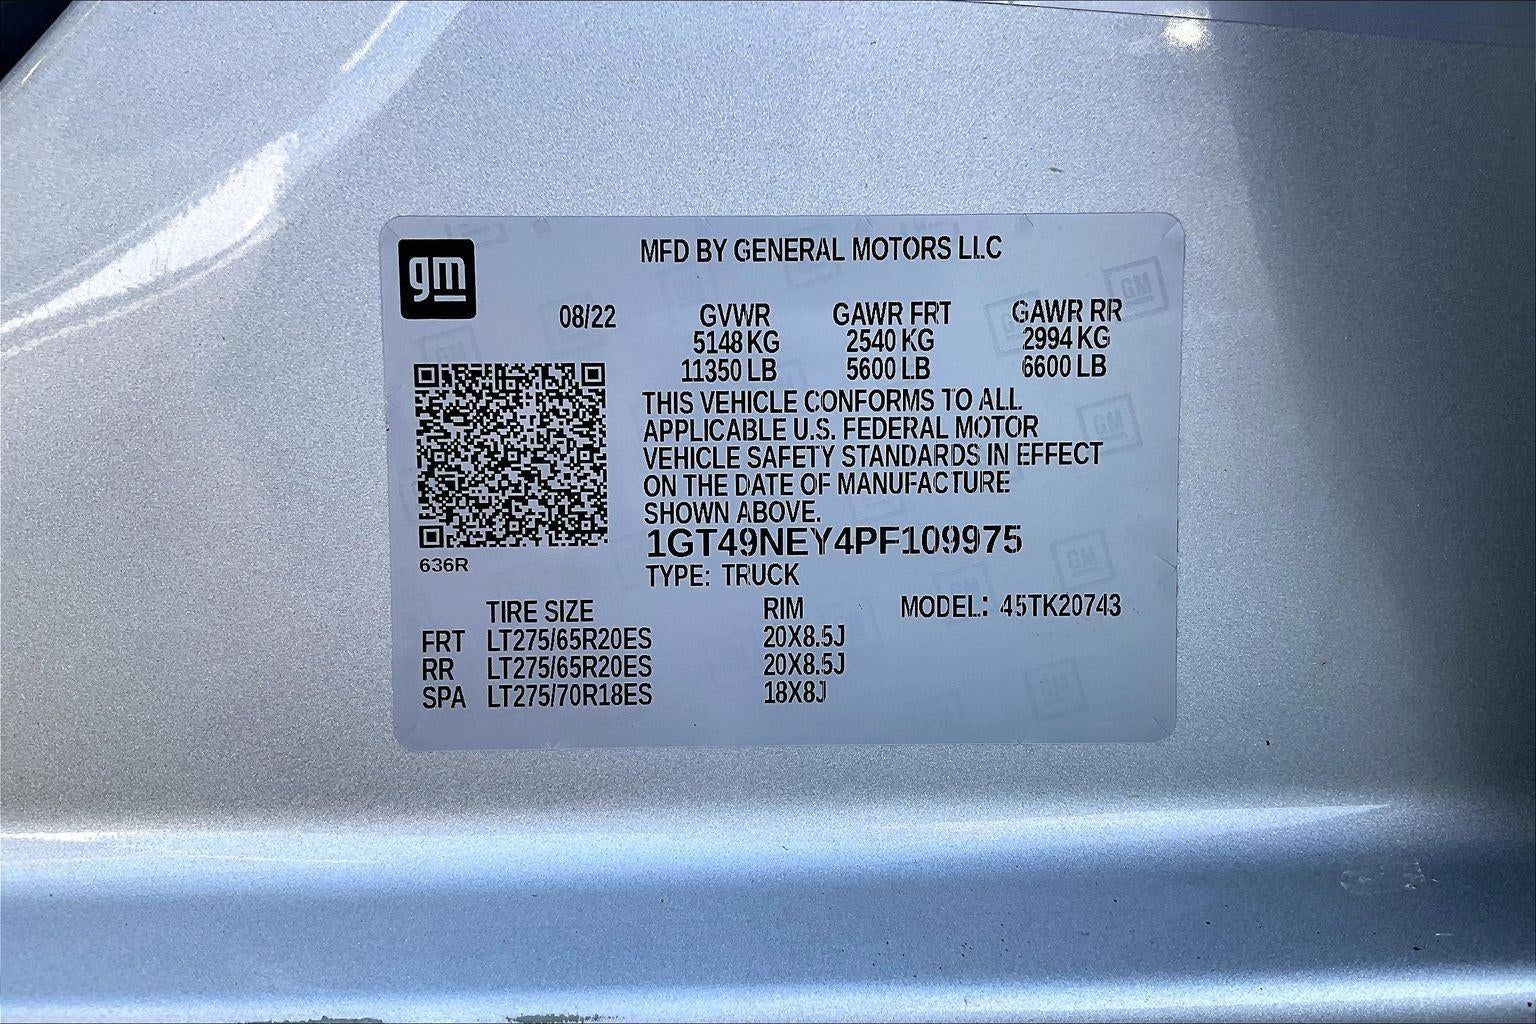 gm
MFD BY GENERAL MOTORS LLC
08/22 GVWR GAWR FRT GAWR RR
5148 KG 2540 KG 2994 KG
11350 LB 5600 LB 6600 LB
THIS VEHICLE CONFORMS TO ALL
APPLICABLE U.S. FEDERAL MOTOR
VEHICLE SAFETY STANDARDS IN EFFECT
ON THE DATE OF MANUFACTURE
SHOWN ABOVE.
1GT49NEY4PF109975
636R
TYPE: TRUCK
TIRE SIZE RIM MODEL: 45TK20743
FRT LT275/65R20ES 20X8.5J
RR LT275/65R20ES 20X8.5J
SPA LT275/70R18ES 18X8J